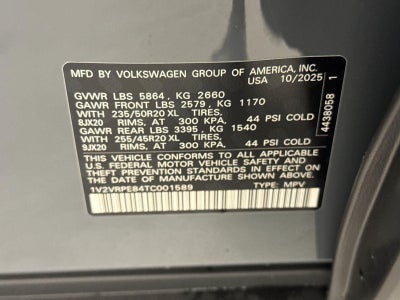 MFD BY VOLKSWAGEN GROUP OF AMERICA, INC.
USA 10/2025
GVWR LBS 5864 , KG 2660
GAWR FRONT LBS 2579 , KG 1170
WITH 235/50R20 XL TIRES,
8JX20 RIMS, AT 300 KPA, 44 PSI COLD
GAWR REAR LBS 3395 , KG 1540
WITH 255/45R20 XL TIRES,
9JX20 RIMS, AT 300 KPA, 44 PSI COLD
THIS VEHICLE CONFORMS TO ALL APPLICABLE
U.S. FEDERAL MOTOR VEHICLE SAFETY, BUMPER
AND THEFT PREVENTION STANDARDS IN EFFECT
ON THE DATE OF MANUFACTURE SHOWN ABOVE.
1V2VRPE84TC001589 TYPE: MPV
4438058 1